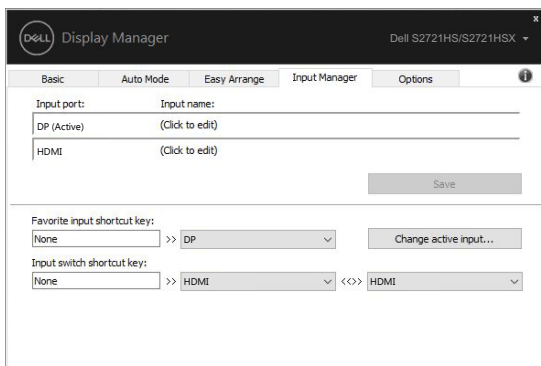 x
DELL Display Manager
Dell S2721HS/S2721HSX
Basic Auto Mode Easy Arrange Input Manager Options i
Input port: Input name:
DP (Active) (Click to edit)
HDMI (Click to edit)
Save
Favorite input shortcut key:
None >> DP Change active input...
Input switch shortcut key:
None >> HDMI <<>> HDMI